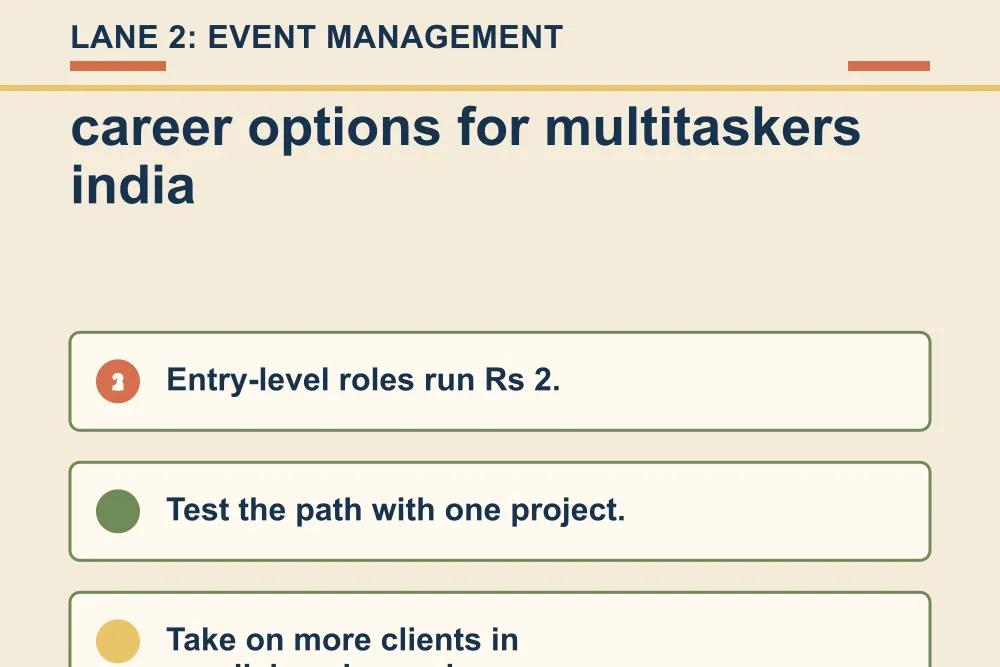 LANE 2: EVENT MANAGEMENT
career options for multitaskers
india
Entry-level roles run Rs 2.
Test the path with one project.
Take on more clients in